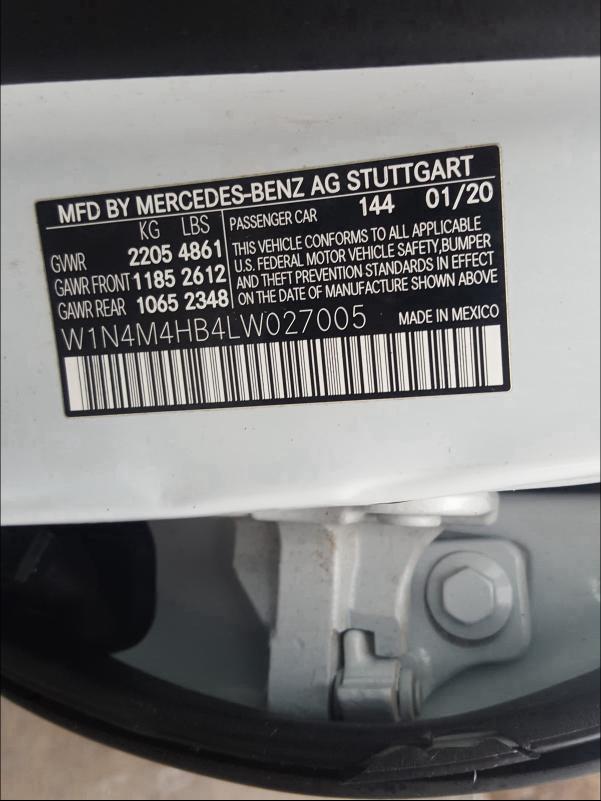 MFD BY MERCEDES-BENZ AG STUTTGART
KG LBS
GVWR 2205 4861
GAWR FRONT 1185 2612
GAWR REAR 1065 2348
PASSENGER CAR 144 01/20
THIS VEHICLE CONFORMS TO ALL APPLICABLE
U.S. FEDERAL MOTOR VEHICLE SAFETY,BUMPER
AND THEFT PREVENTION STANDARDS IN EFFECT
ON THE DATE OF MANUFACTURE SHOWN ABOVE
W1N4M4HB4LW027005
MADE IN MEXICO